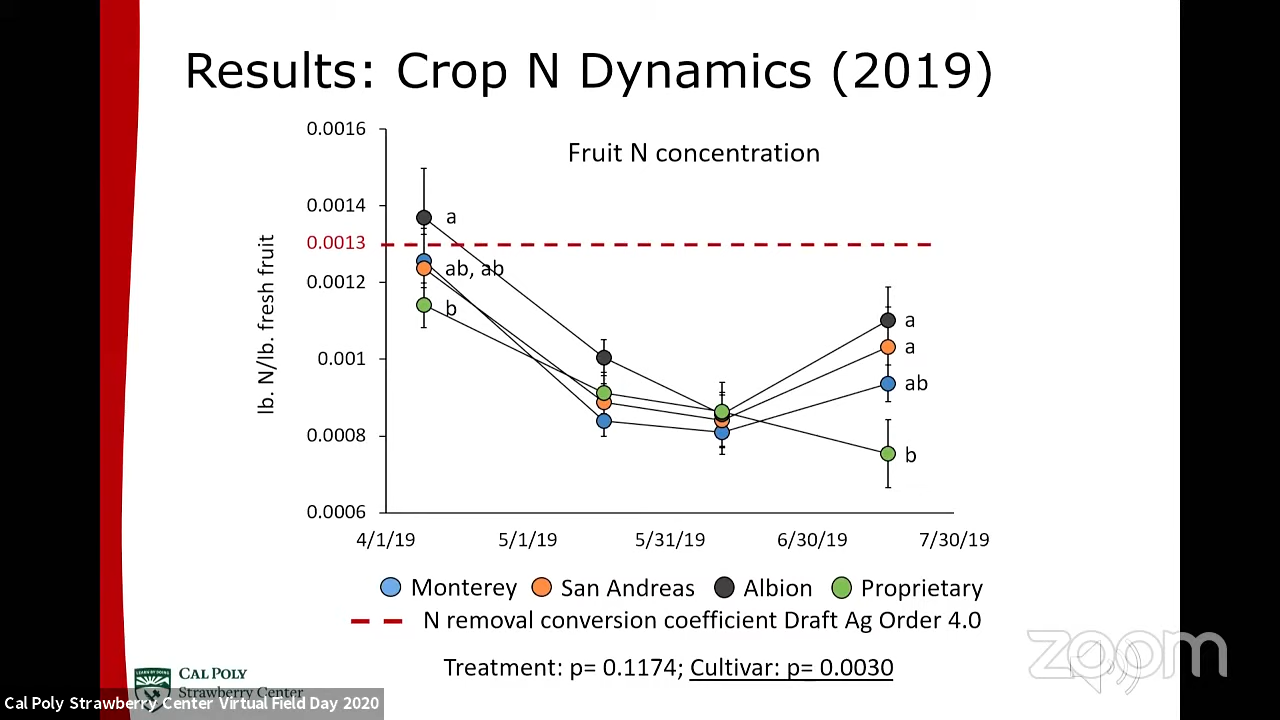 Results: Crop N Dynamics (2019)
Fruit N concentration
lb. N/lb. fresh fruit
0.0016
0.0014
0.0013
0.0012
0.001
0.0008
0.0006
a
ab, ab
b
a
a
ab
b
4/1/19 5/1/19 5/31/19 6/30/19 7/30/19
Monterey San Andreas Albion Proprietary
N removal conversion coefficient Draft Ag Order 4.0
Treatment: p= 0.1174; Cultivar: p= 0.0030
CAL POLY
Strawberry Center
Cal Poly Strawberry Center Virtual Field Day 2020
zoom